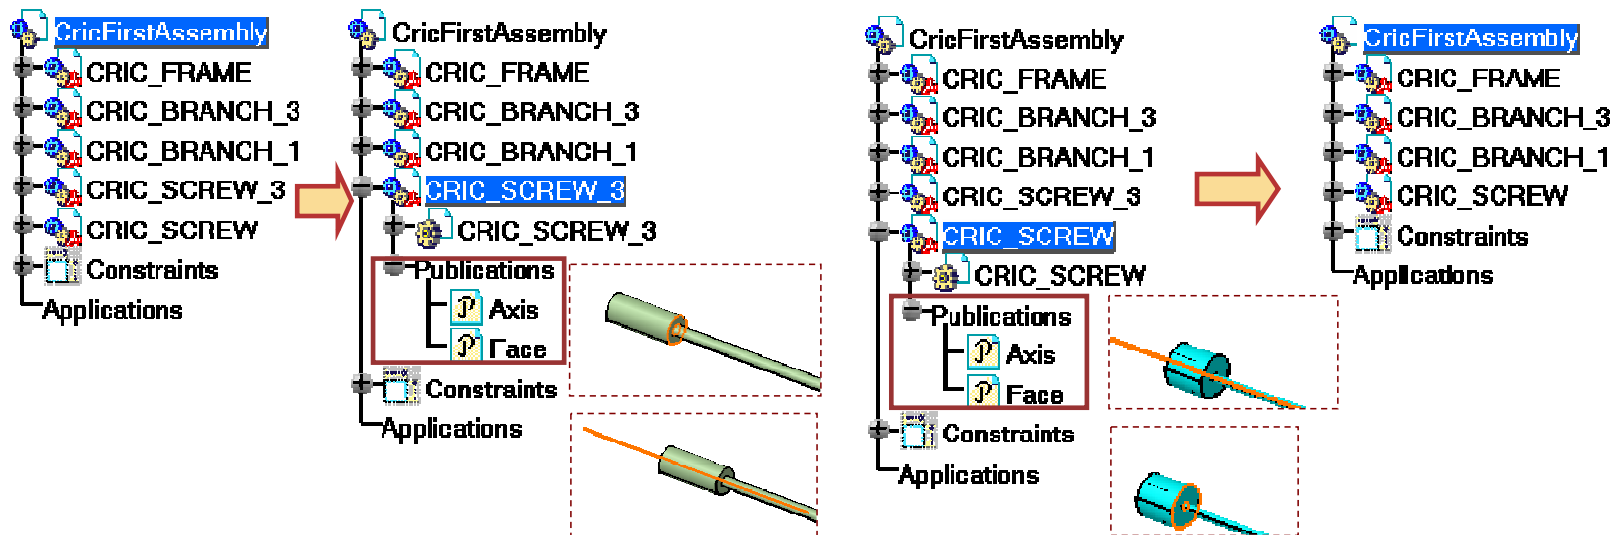 CricFirstAssembly
CRIC_FRAME
CRIC_BRANCH_3
CRIC_BRANCH_1
CRIC_SCREW_3
CRIC_SCREW
Constraints
Applications
CricFirstAssembly
CRIC_FRAME
CRIC_BRANCH_3
CRIC_BRANCH_1
CRIC_SCREW_3
CRIC_SCREW_3
Publications
Axis
Face
Constraints
Applications
CricFirstAssembly
CRIC_FRAME
CRIC_BRANCH_3
CRIC_BRANCH_1
CRIC_SCREW_3
CRIC_SCREW
CRIC_SCREW
Publications
Axis
Face
Constraints
Applications
CricFirstAssembly
CRIC_FRAME
CRIC_BRANCH_3
CRIC_BRANCH_1
CRIC_SCREW
Constraints
Applications